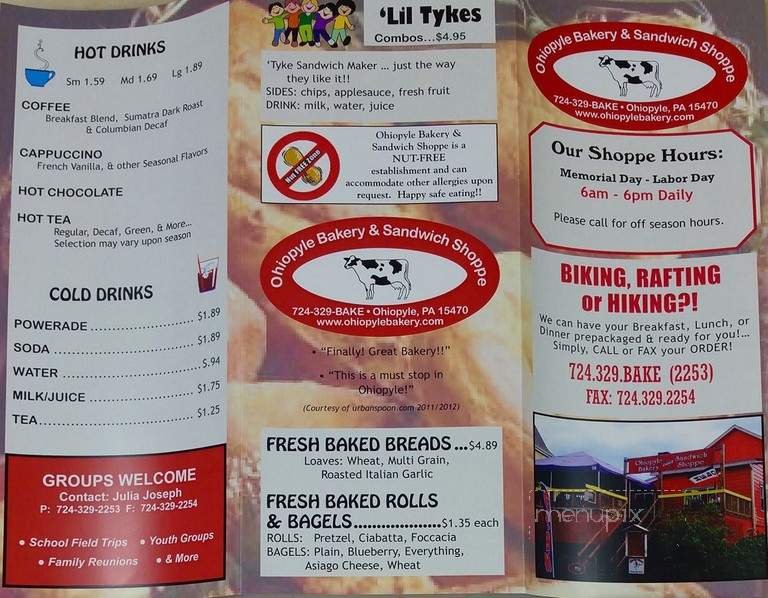 HOT DRINKS
Sm 1.59 Md 1.69 Lg 1.89
COFFEE
Breakfast Blend, Sumatra Dark Roast
& Columbian Decaf
CAPPUCCINO
French Vanilla, & other Seasonal Flavors
HOT CHOCOLATE
HOT TEA
Regular, Decaf, Green, & More...
Selection may vary upon season
COLD DRINKS
POWERADE.........................$1.89
SODA ................................$1.89
WATER ..............................$.94
MILK/JUICE .......................$1.75
TEA...................................$1.25
GROUPS WELCOME
Contact: Julia Joseph
P: 724-329-2253 F: 724-329-2254
• School Field Trips • Youth Groups
• Family Reunions • & More
'Lil Tykes
Combos...$4.95
'Tyke Sandwich Maker ... just the way
they like it!!
SIDES: chips, applesauce, fresh fruit
DRINK: milk, water, juice
Nut FREE Zone
Ohiopyle Bakery &
Sandwich Shoppe is a
NUT-FREE
establishment and can
accommodate other allergies upon
request. Happy safe eating!!
Ohiopyle Bakery & Sandwich Shoppe
724-329-BAKE • Ohiopyle, PA 15470
www.ohiopylebakery.com
• "Finally! Great Bakery!!"
• "This is a must stop in
Ohiopyle!"
(Courtesy of urbanspoon.com 2011/2012)
FRESH BAKED BREADS ...$4.89
Loaves: Wheat, Multi Grain,
Roasted Italian Garlic
FRESH BAKED ROLLS
& BAGELS...................$1.35 each
ROLLS: Pretzel, Ciabatta, Foccacia
BAGELS: Plain, Blueberry, Everything,
Asiago Cheese, Wheat
Ohiopyle Bakery & Sandwich Shoppe
724-329-BAKE • Ohiopyle, PA 15470
www.ohiopylebakery.com
Our Shoppe Hours:
Memorial Day - Labor Day
6am - 6pm Daily
Please call for off season hours.
BIKING, RAFTING
or HIKING?!
We can have your Breakfast, Lunch, or
Dinner prepackaged & ready for you!...
Simply, CALL or FAX your ORDER!
724.329.BAKE (2253)
FAX: 724.329.2254
Ohiopyle Sandwich
Bakery and Shoppe
menupix